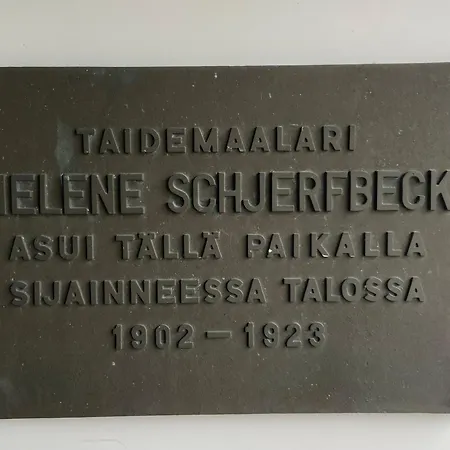 TAIDEMAALARI
HELENE SCHJERFBECK
ASUI TÄLLÄ PAIKALLA
SIJAINNEESSA TALOSSA
1902 – 1923